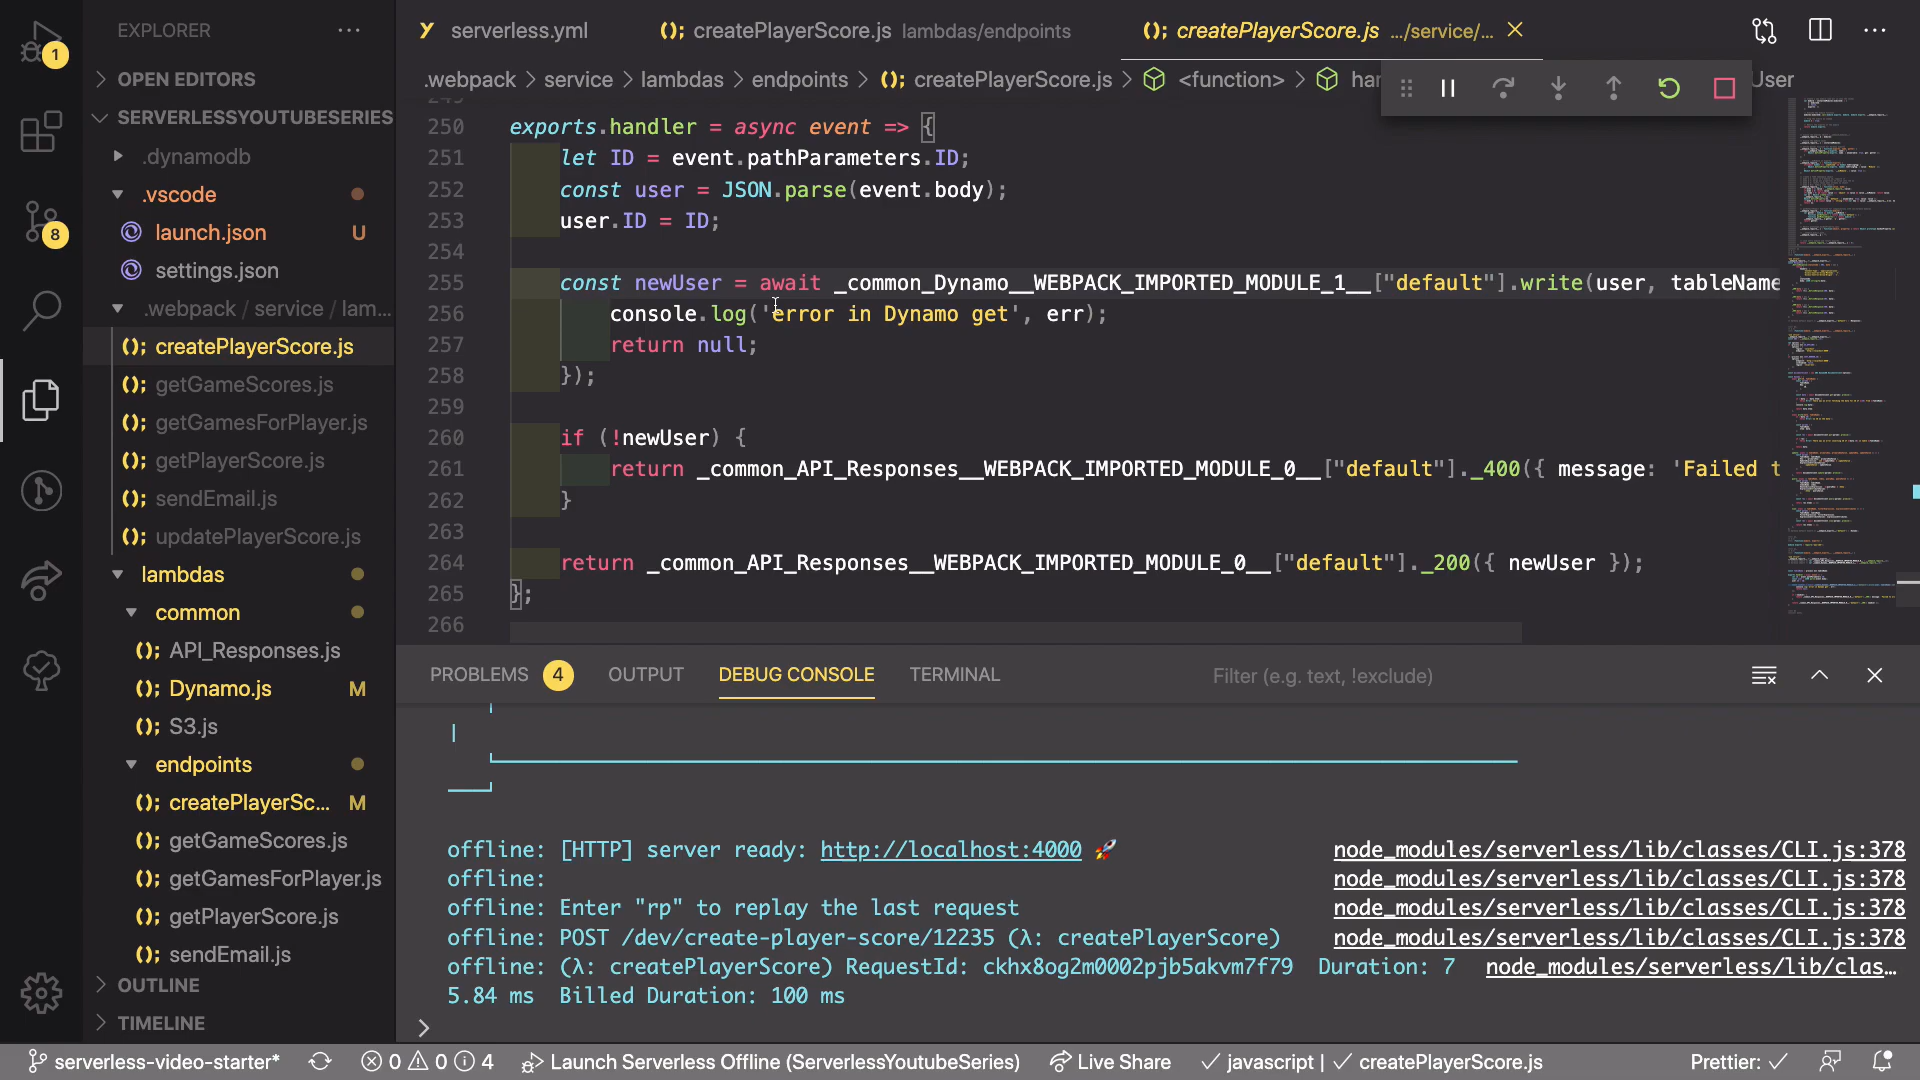 EXPLORER
serverless.yml
(); createPlayerScore.js lambdas/endpoints
(); createPlayerScore.js .../service/...
1
OPEN EDITORS
SERVERLESSYOUTUBESERIES
.dynamodb
.vscode
launch.json U
settings.json
.webpack / service / lam...
(); createPlayerScore.js
(); getGameScores.js
(); getGamesForPlayer.js
(); getPlayerScore.js
(); sendEmail.js
(); updatePlayerScore.js
lambdas
common
(); API_Responses.js
(); Dynamo.js M
(); S3.js
endpoints
(); createPlayerSc... M
(); getGameScores.js
(); getGamesForPlayer.js
(); getPlayerScore.js
(); sendEmail.js
OUTLINE
TIMELINE
8
.webpack > service > lambdas > endpoints > (); createPlayerScore.js > <function> > har
User
250 exports.handler = async event => {
251 let ID = event.pathParameters.ID;
252 const user = JSON.parse(event.body);
253 user.ID = ID;
254
255 const newUser = await _common_Dynamo__WEBPACK_IMPORTED_MODULE_1__["default"].write(user, tableName
256 console.log('error in Dynamo get', err);
257 return null;
258 });
259
260 if (!newUser) {
261 return _common_API_Responses__WEBPACK_IMPORTED_MODULE_0__["default"]._400({ message: 'Failed t
262 }
263
264 return _common_API_Responses__WEBPACK_IMPORTED_MODULE_0__["default"]._200({ newUser });
265 };
266
PROBLEMS 4 OUTPUT DEBUG CONSOLE TERMINAL Filter (e.g. text, !exclude)
offline: [HTTP] server ready: http://localhost:4000 🚀 node_modules/serverless/lib/classes/CLI.js:378
offline: node_modules/serverless/lib/classes/CLI.js:378
offline: Enter "rp" to replay the last request node_modules/serverless/lib/classes/CLI.js:378
offline: POST /dev/create-player-score/12235 (λ: createPlayerScore) node_modules/serverless/lib/classes/CLI.js:378
offline: (λ: createPlayerScore) RequestId: ckhx8og2m0002pjb5akvm7f79 Duration: 7 node_modules/serverless/lib/clas...
5.84 ms Billed Duration: 100 ms
serverless-video-starter* 0 0 4 Launch Serverless Offline (ServerlessYoutubeSeries) Live Share ✓ javascript | ✓ createPlayerScore.js Prettier: ✓